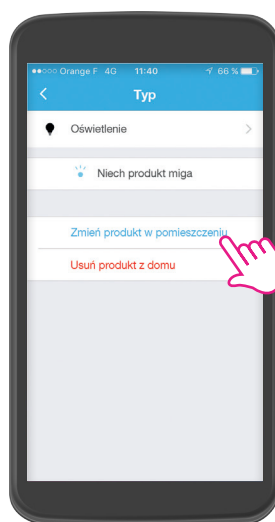 Orange F 4G 11:40 66 %
Typ
Oświetlenie
Niech produkt miga
Zmień produkt w pomieszczeniu
Usuń produkt z domu